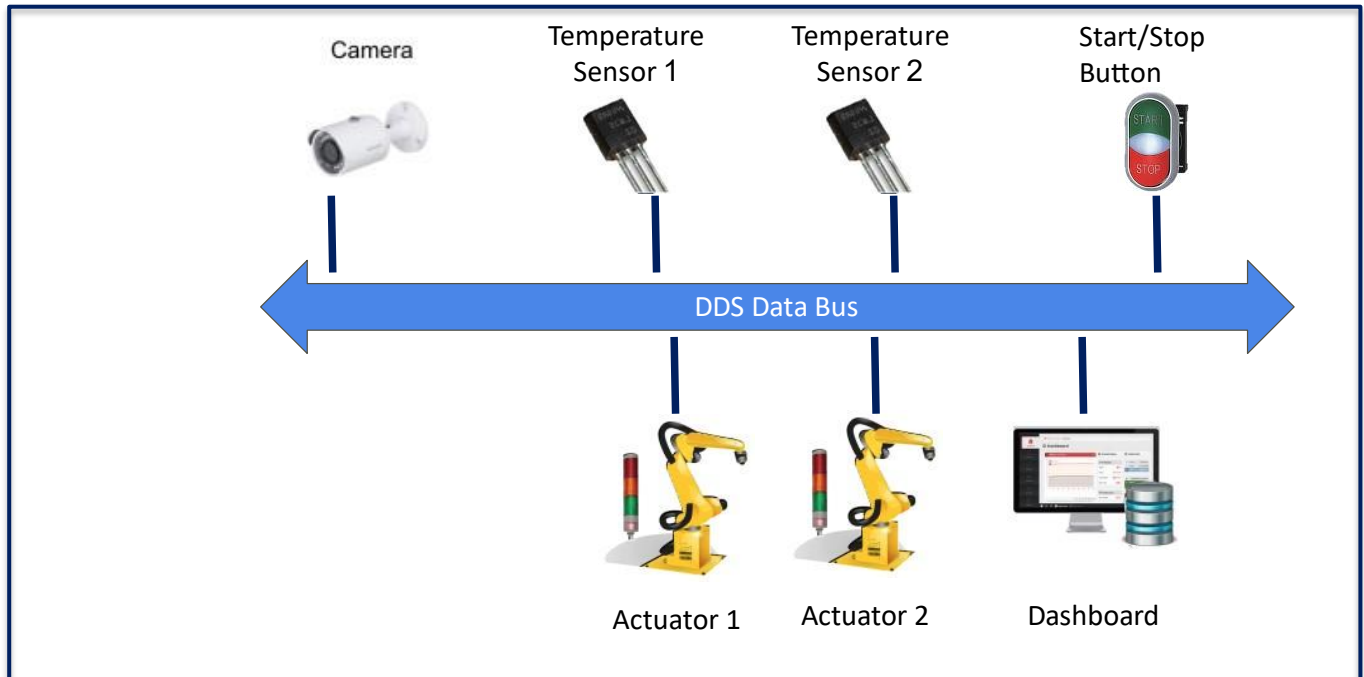 Camera
Temperature
Sensor 1
Temperature
Sensor 2
Start/Stop
Button
START
STOP
DDS Data Bus
Actuator 1
Actuator 2
Dashboard